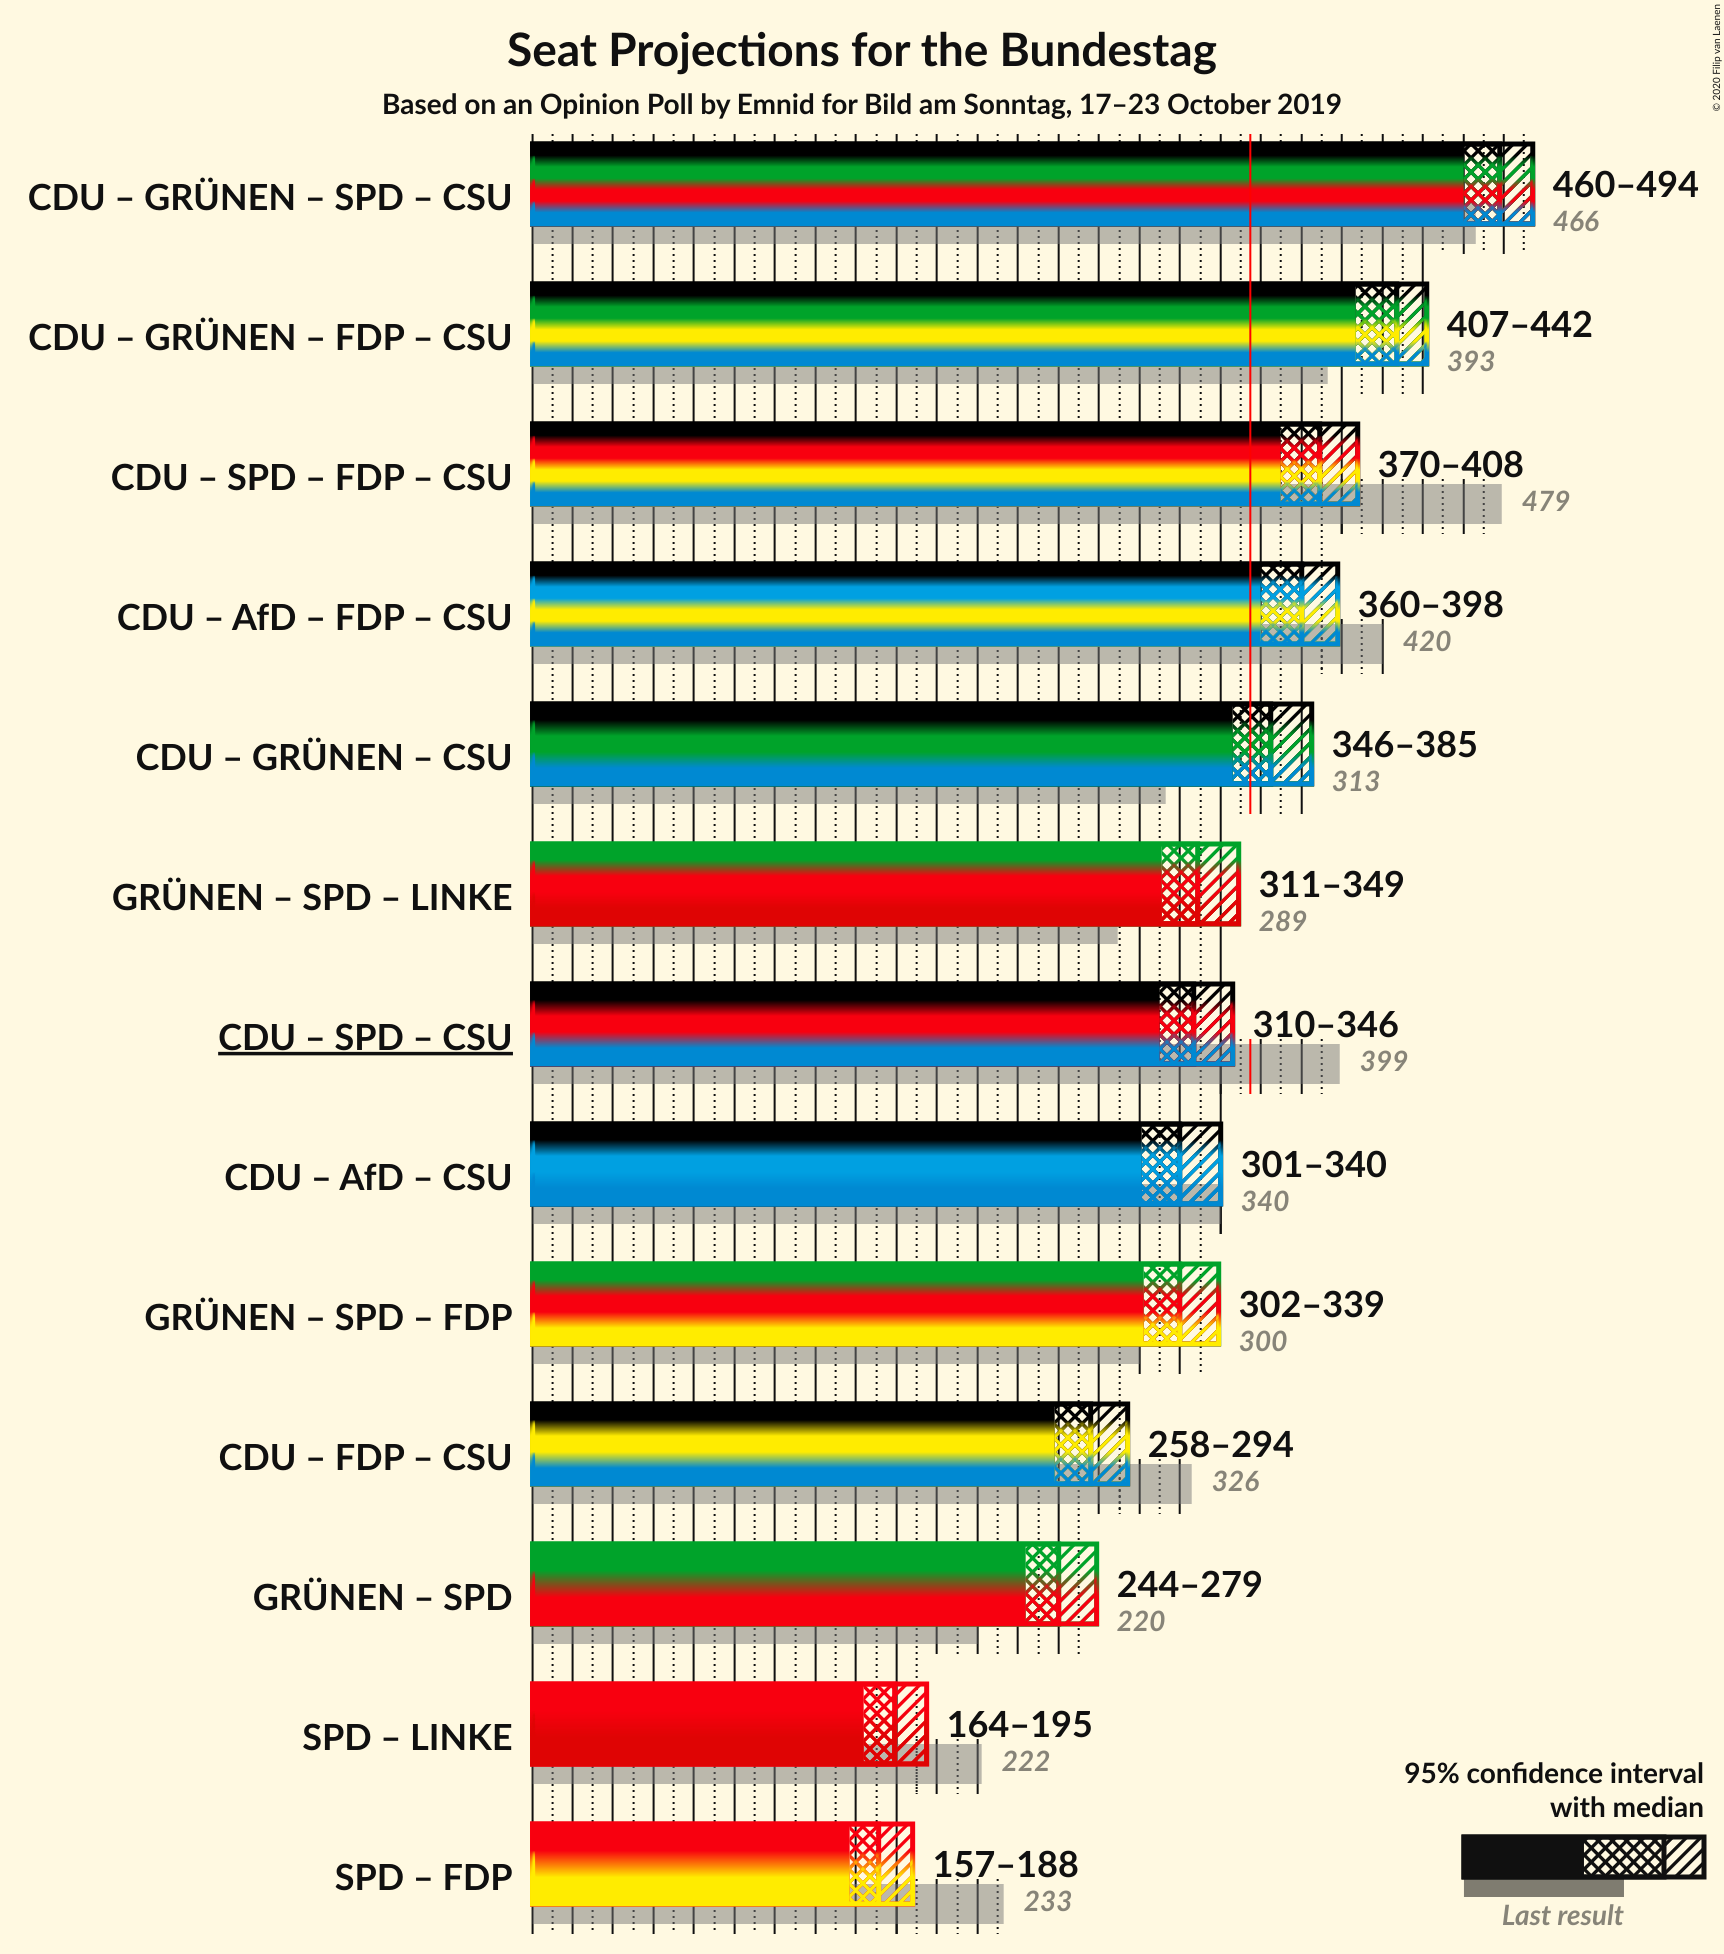 Seat Projections for the Bundestag
Based on an Opinion Poll by Emnid for Bild am Sonntag, 17–23 October 2019
© 2020 Filip van Laenen
CDU – GRÜNEN – SPD – CSU
460–494
466
CDU – GRÜNEN – FDP – CSU
407–442
393
CDU – SPD – FDP – CSU
370–408
479
CDU – AfD – FDP – CSU
360–398
420
CDU – GRÜNEN – CSU
346–385
313
GRÜNEN – SPD – LINKE
311–349
289
CDU – SPD – CSU
310–346
399
CDU – AfD – CSU
301–340
340
GRÜNEN – SPD – FDP
302–339
300
CDU – FDP – CSU
258–294
326
GRÜNEN – SPD
244–279
220
SPD – LINKE
164–195
222
SPD – FDP
157–188
233
95% confidence interval
with median
Last result